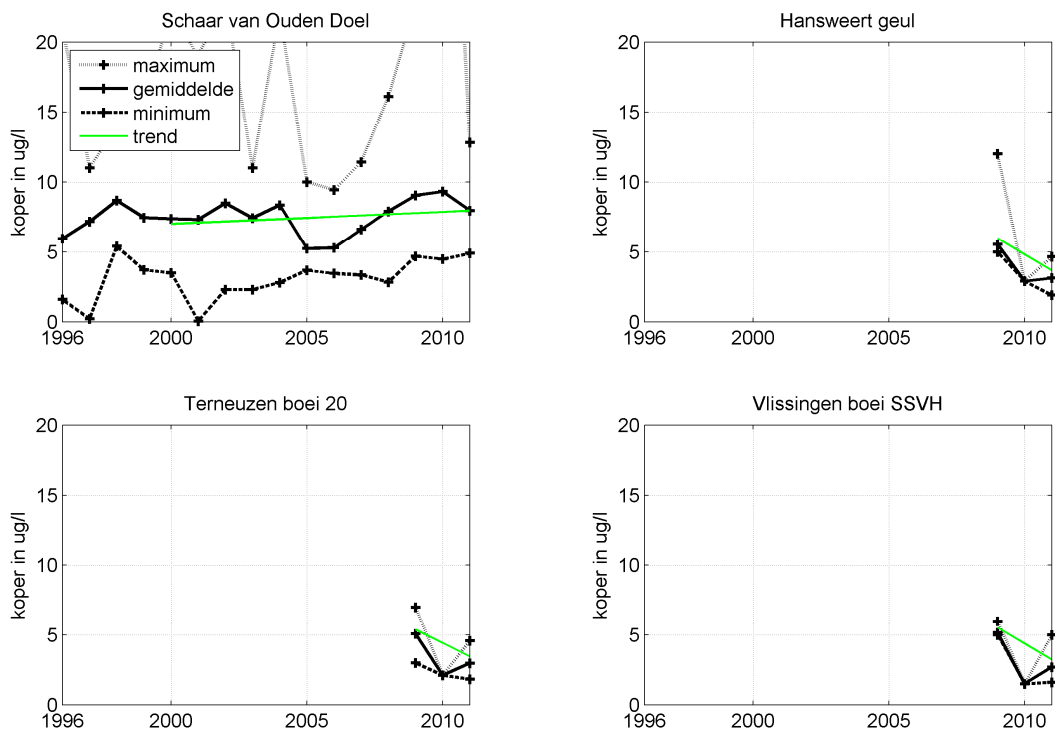 Schaar van Ouden Doel
koper in ug/l
20
15
10
5
0
1996 2000 2005 2010
maximum
gemiddelde
minimum
trend
Hansweert geul
koper in ug/l
20
15
10
5
0
1996 2000 2005 2010
Terneuzen boei 20
koper in ug/l
20
15
10
5
0
1996 2000 2005 2010
Vlissingen boei SSVH
koper in ug/l
20
15
10
5
0
1996 2000 2005 2010